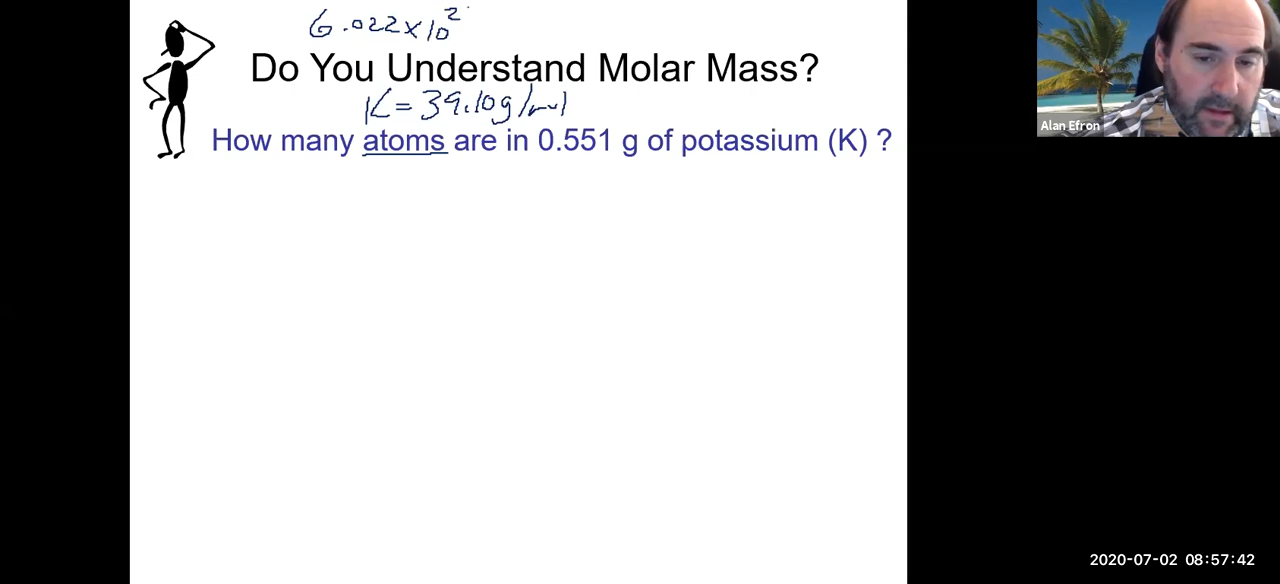 6.022x10²
Do You Understand Molar Mass?
K=39.10g/mol
How many atoms are in 0.551 g of potassium (K) ?
Alan Efron
2020-07-02 08:57:42